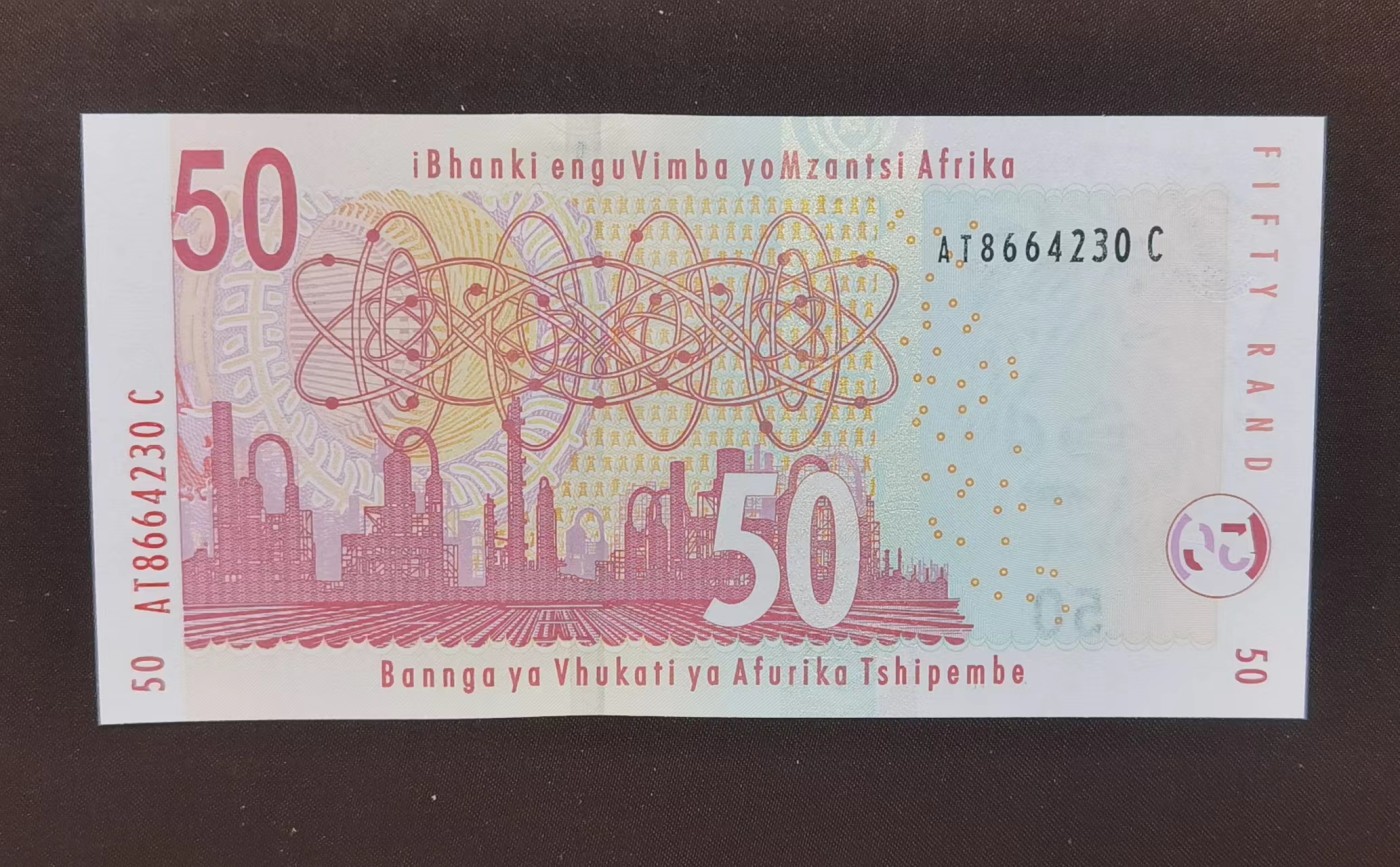 50
iBhanki enguVimba yoMzantsi Afrika
AT8664230 C
FIFTY RAND
50 AT8664230 C
50
50
Bannga ya Vhukati ya Afurika Tshipembe
50